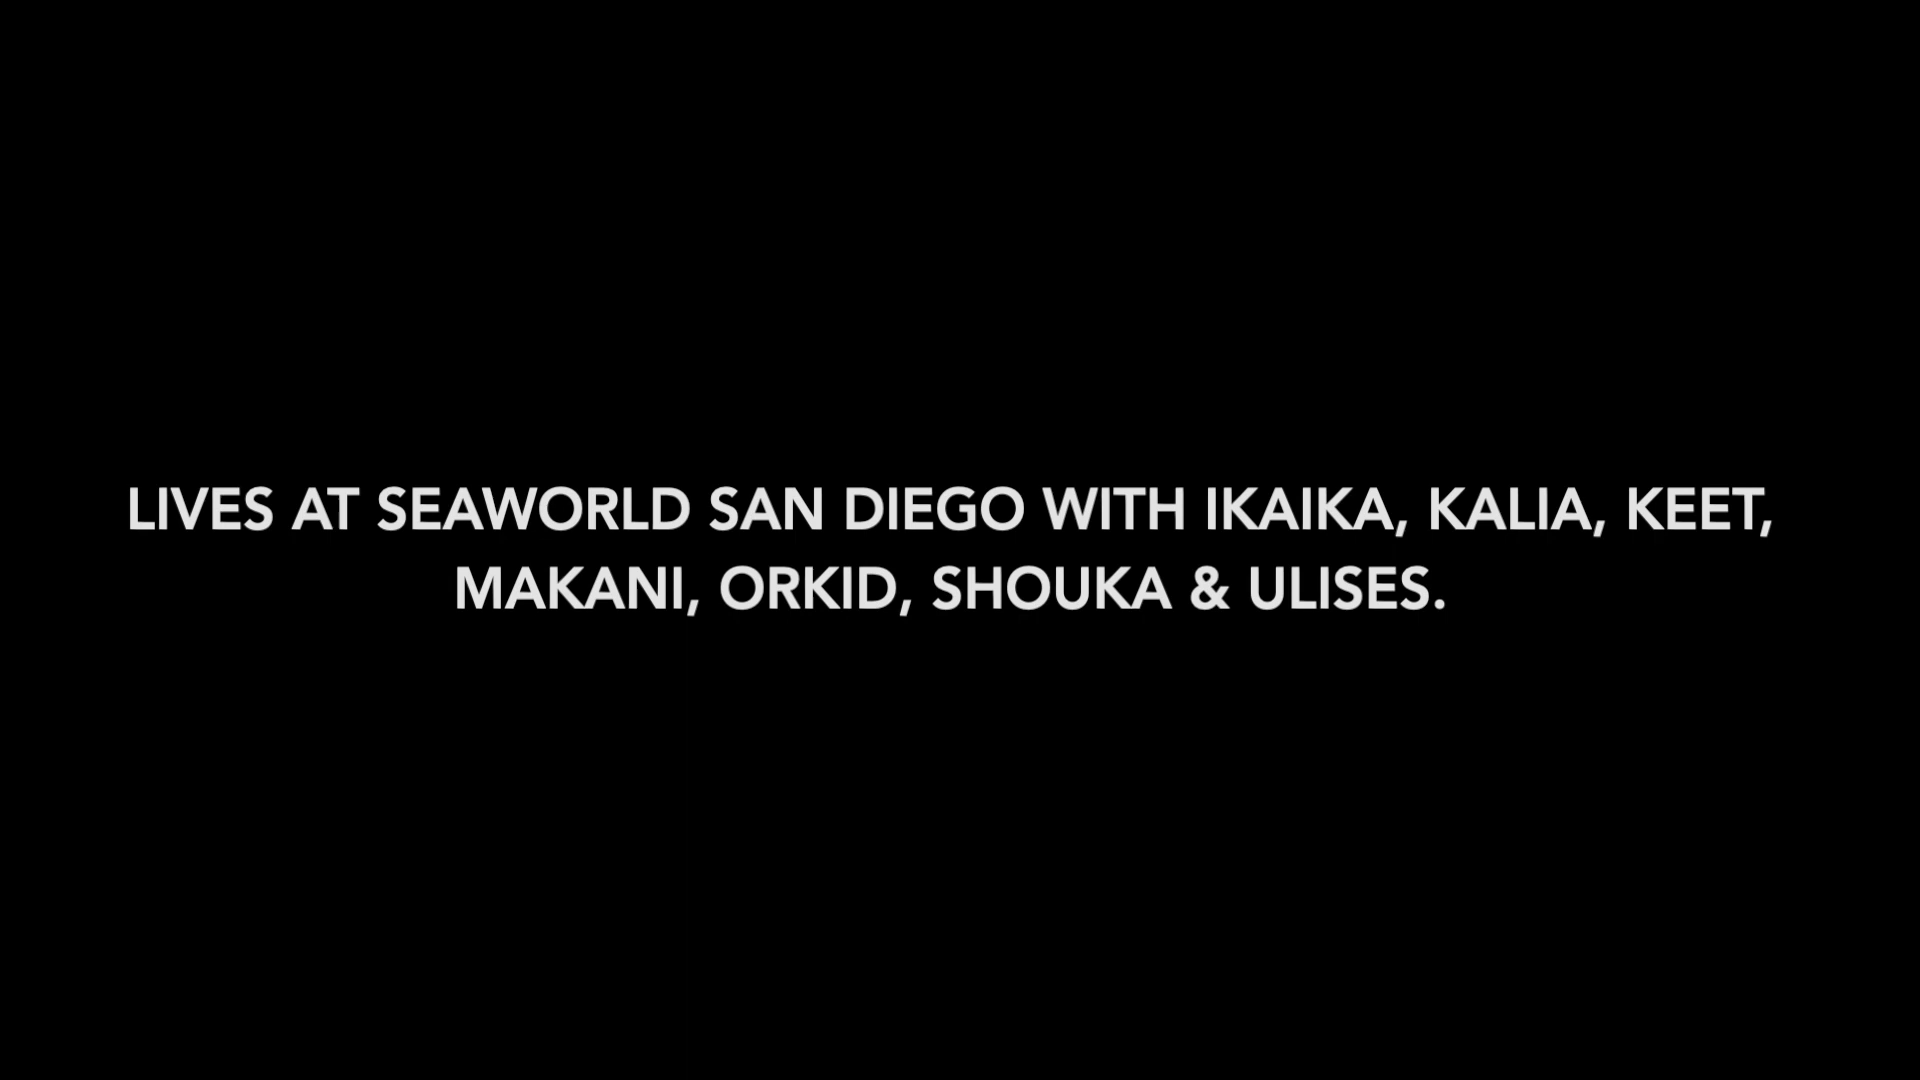 LIVES AT SEAWORLD SAN DIEGO WITH IKAIKA, KALIA, KEET,
MAKANI, ORKID, SHOUKA & ULISES.